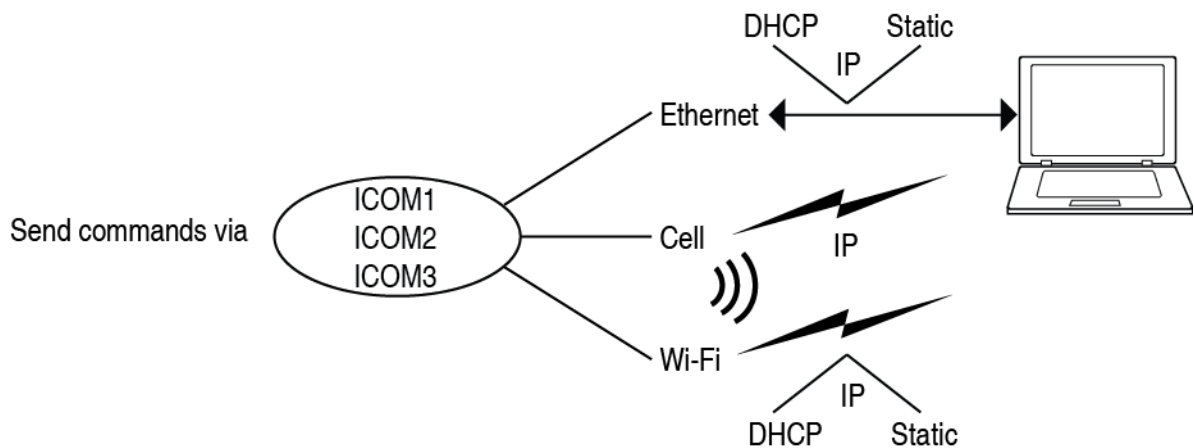 DHCP Static
IP
Ethernet
ICOM1
Send commands via ICOM2
ICOM3
Cell
IP
Wi-Fi
IP
DHCP Static